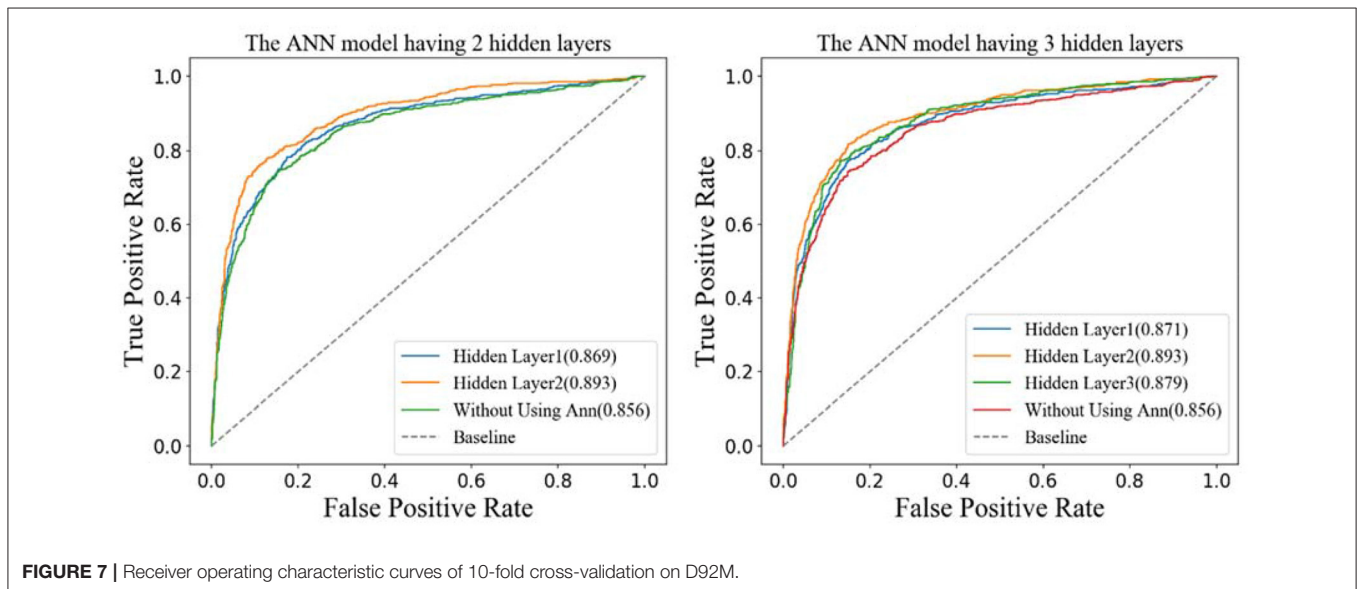 The ANN model having 2 hidden layers
1.0
0.8
0.6
0.4
0.2
0.0
True Positive Rate
Hidden Layer1(0.869)
Hidden Layer2(0.893)
Without Using Ann(0.856)
Baseline
0.0 0.2 0.4 0.6 0.8 1.0
False Positive Rate
The ANN model having 3 hidden layers
1.0
0.8
0.6
0.4
0.2
0.0
True Positive Rate
Hidden Layer1(0.871)
Hidden Layer2(0.893)
Hidden Layer3(0.879)
Without Using Ann(0.856)
Baseline
0.0 0.2 0.4 0.6 0.8 1.0
False Positive Rate
FIGURE 7 | Receiver operating characteristic curves of 10-fold cross-validation on D92M.